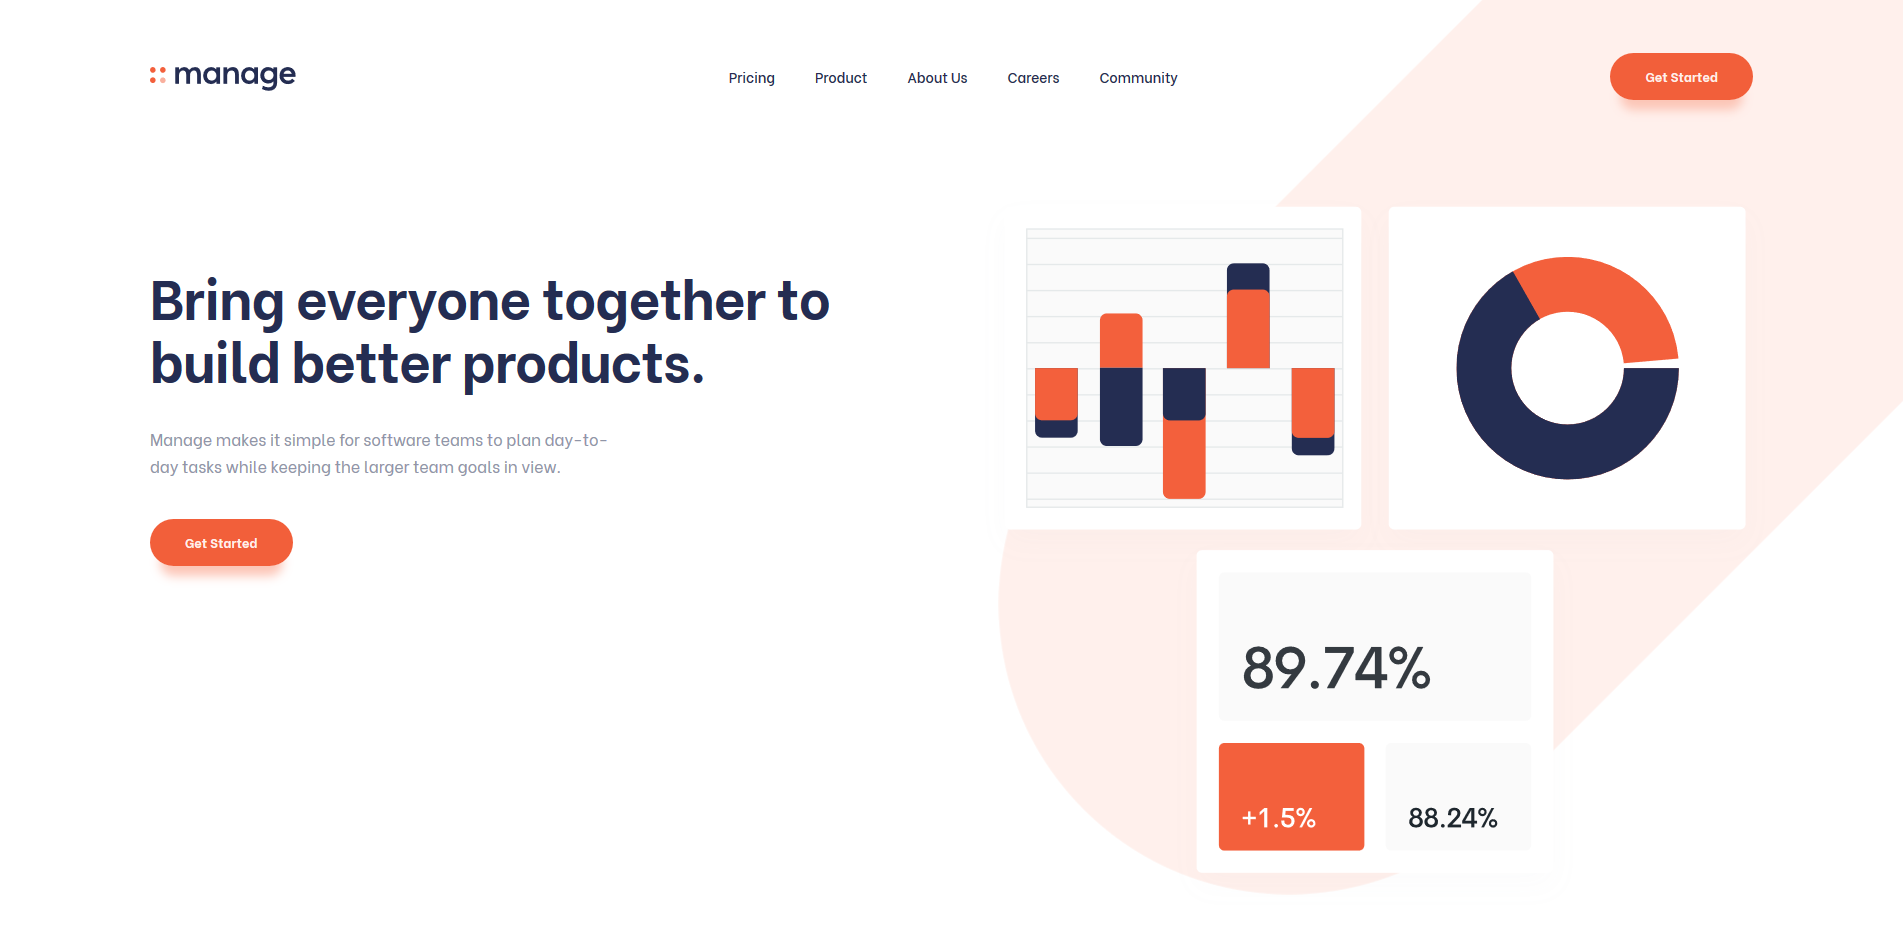 manage
Pricing Product About Us Careers Community
Get Started
Bring everyone together to
build better products.
Manage makes it simple for software teams to plan day-to-
day tasks while keeping the larger team goals in view.
Get Started
89.74%
+1.5%
88.24%